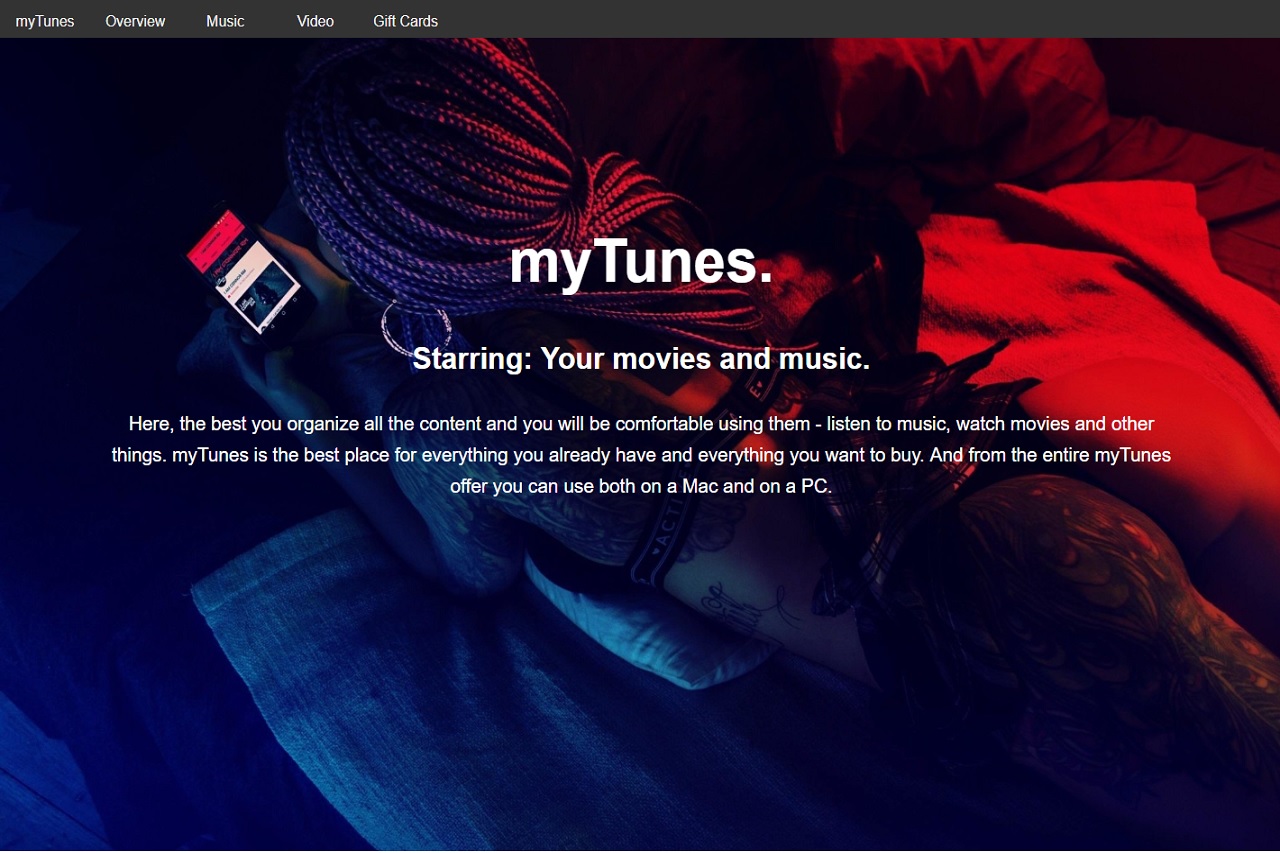 myTunes Overview Music Video Gift Cards
myTunes.
Starring: Your movies and music.
Here, the best you organize all the content and you will be comfortable using them - listen to music, watch movies and other
things. myTunes is the best place for everything you already have and everything you want to buy. And from the entire myTunes
offer you can use both on a Mac and on a PC.